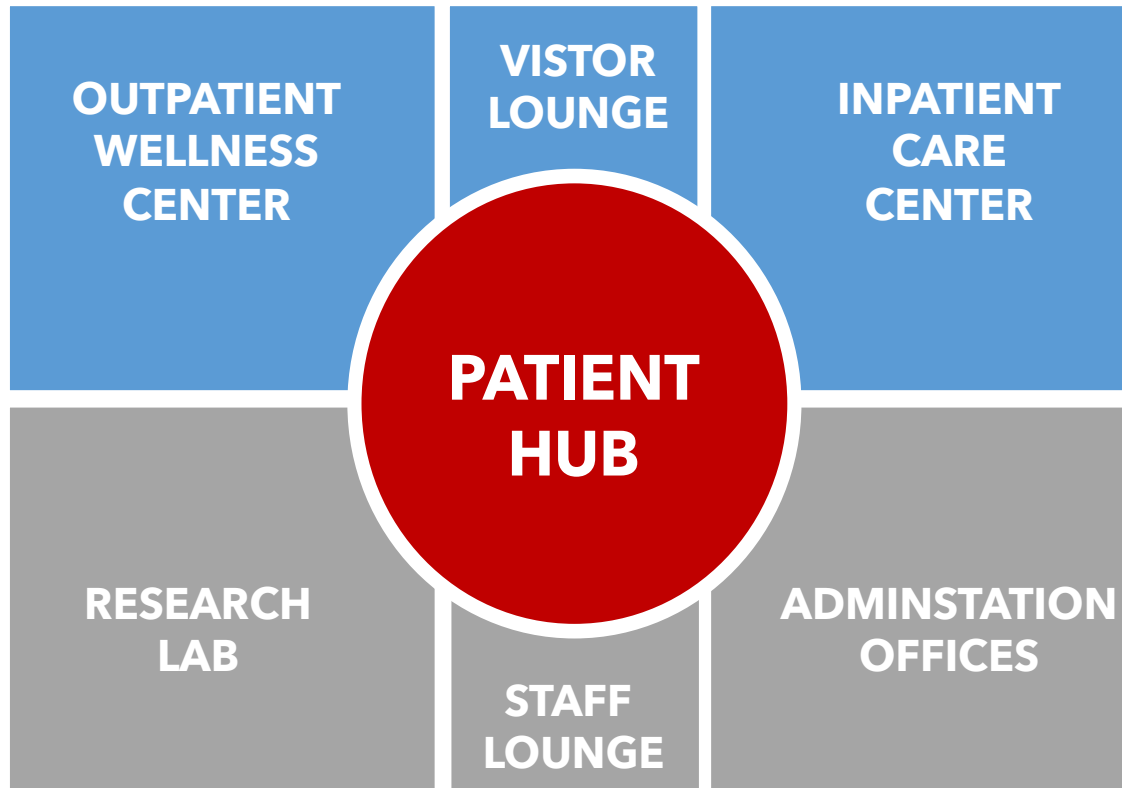 OUTPATIENT
WELLNESS
CENTER
VISTOR
LOUNGE
INPATIENT
CARE
CENTER
PATIENT
HUB
RESEARCH
LAB
STAFF
LOUNGE
ADMINSTATION
OFFICES